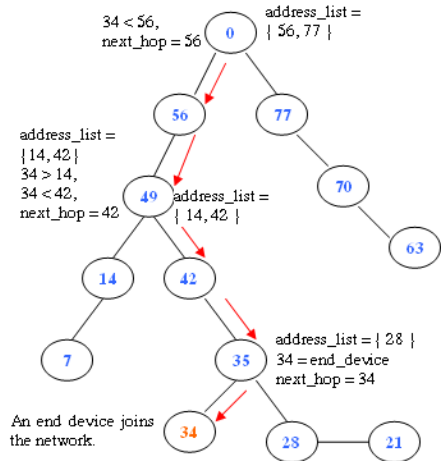 34 < 56,
next_hop = 56
address_list =
{ 56, 77 }
0
56
77
address_list =
{14, 42}
34 > 14,
34 < 42,
next_hop = 42
49
address_list =
{ 14, 42 }
70
63
14
42
7
35
address_list = { 28 }
34 = end_device
next_hop = 34
An end device joins
the network.
34
28
21